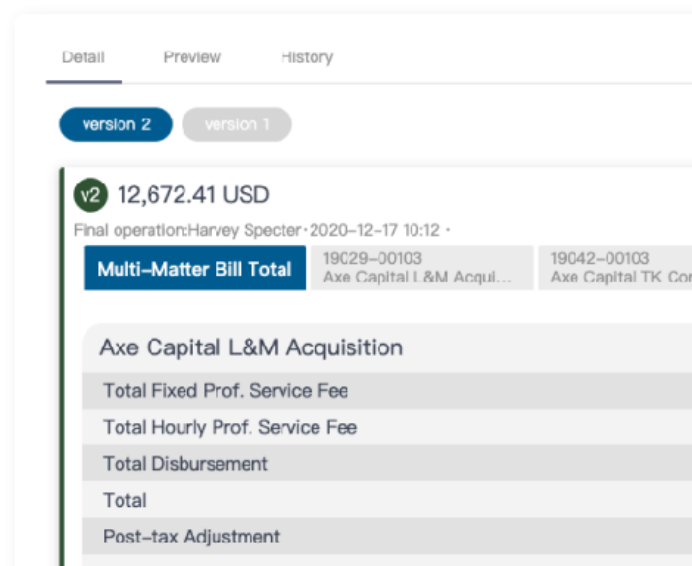 Detail Preview History
version 2 version 1
v2 12,672.41 USD
Final operation:Harvey Specter·2020-12-17 10:12 ·
Multi-Matter Bill Total 19029-00103 19042-00103
Axe Capital L&M Acqui... Axe Capital TK Cor
Axe Capital L&M Acquisition
Total Fixed Prof. Service Fee
Total Hourly Prof. Service Fee
Total Disbursement
Total
Post-tax Adjustment